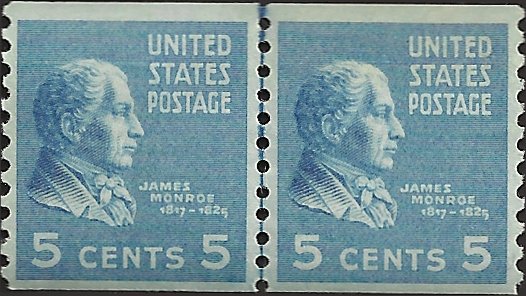 UNITED
STATES
POSTAGE
JAMES
MONROE
1817-1825
5 CENTS 5
UNITED
STATES
POSTAGE
JAMES
MONROE
1817-1825
5 CENTS 5